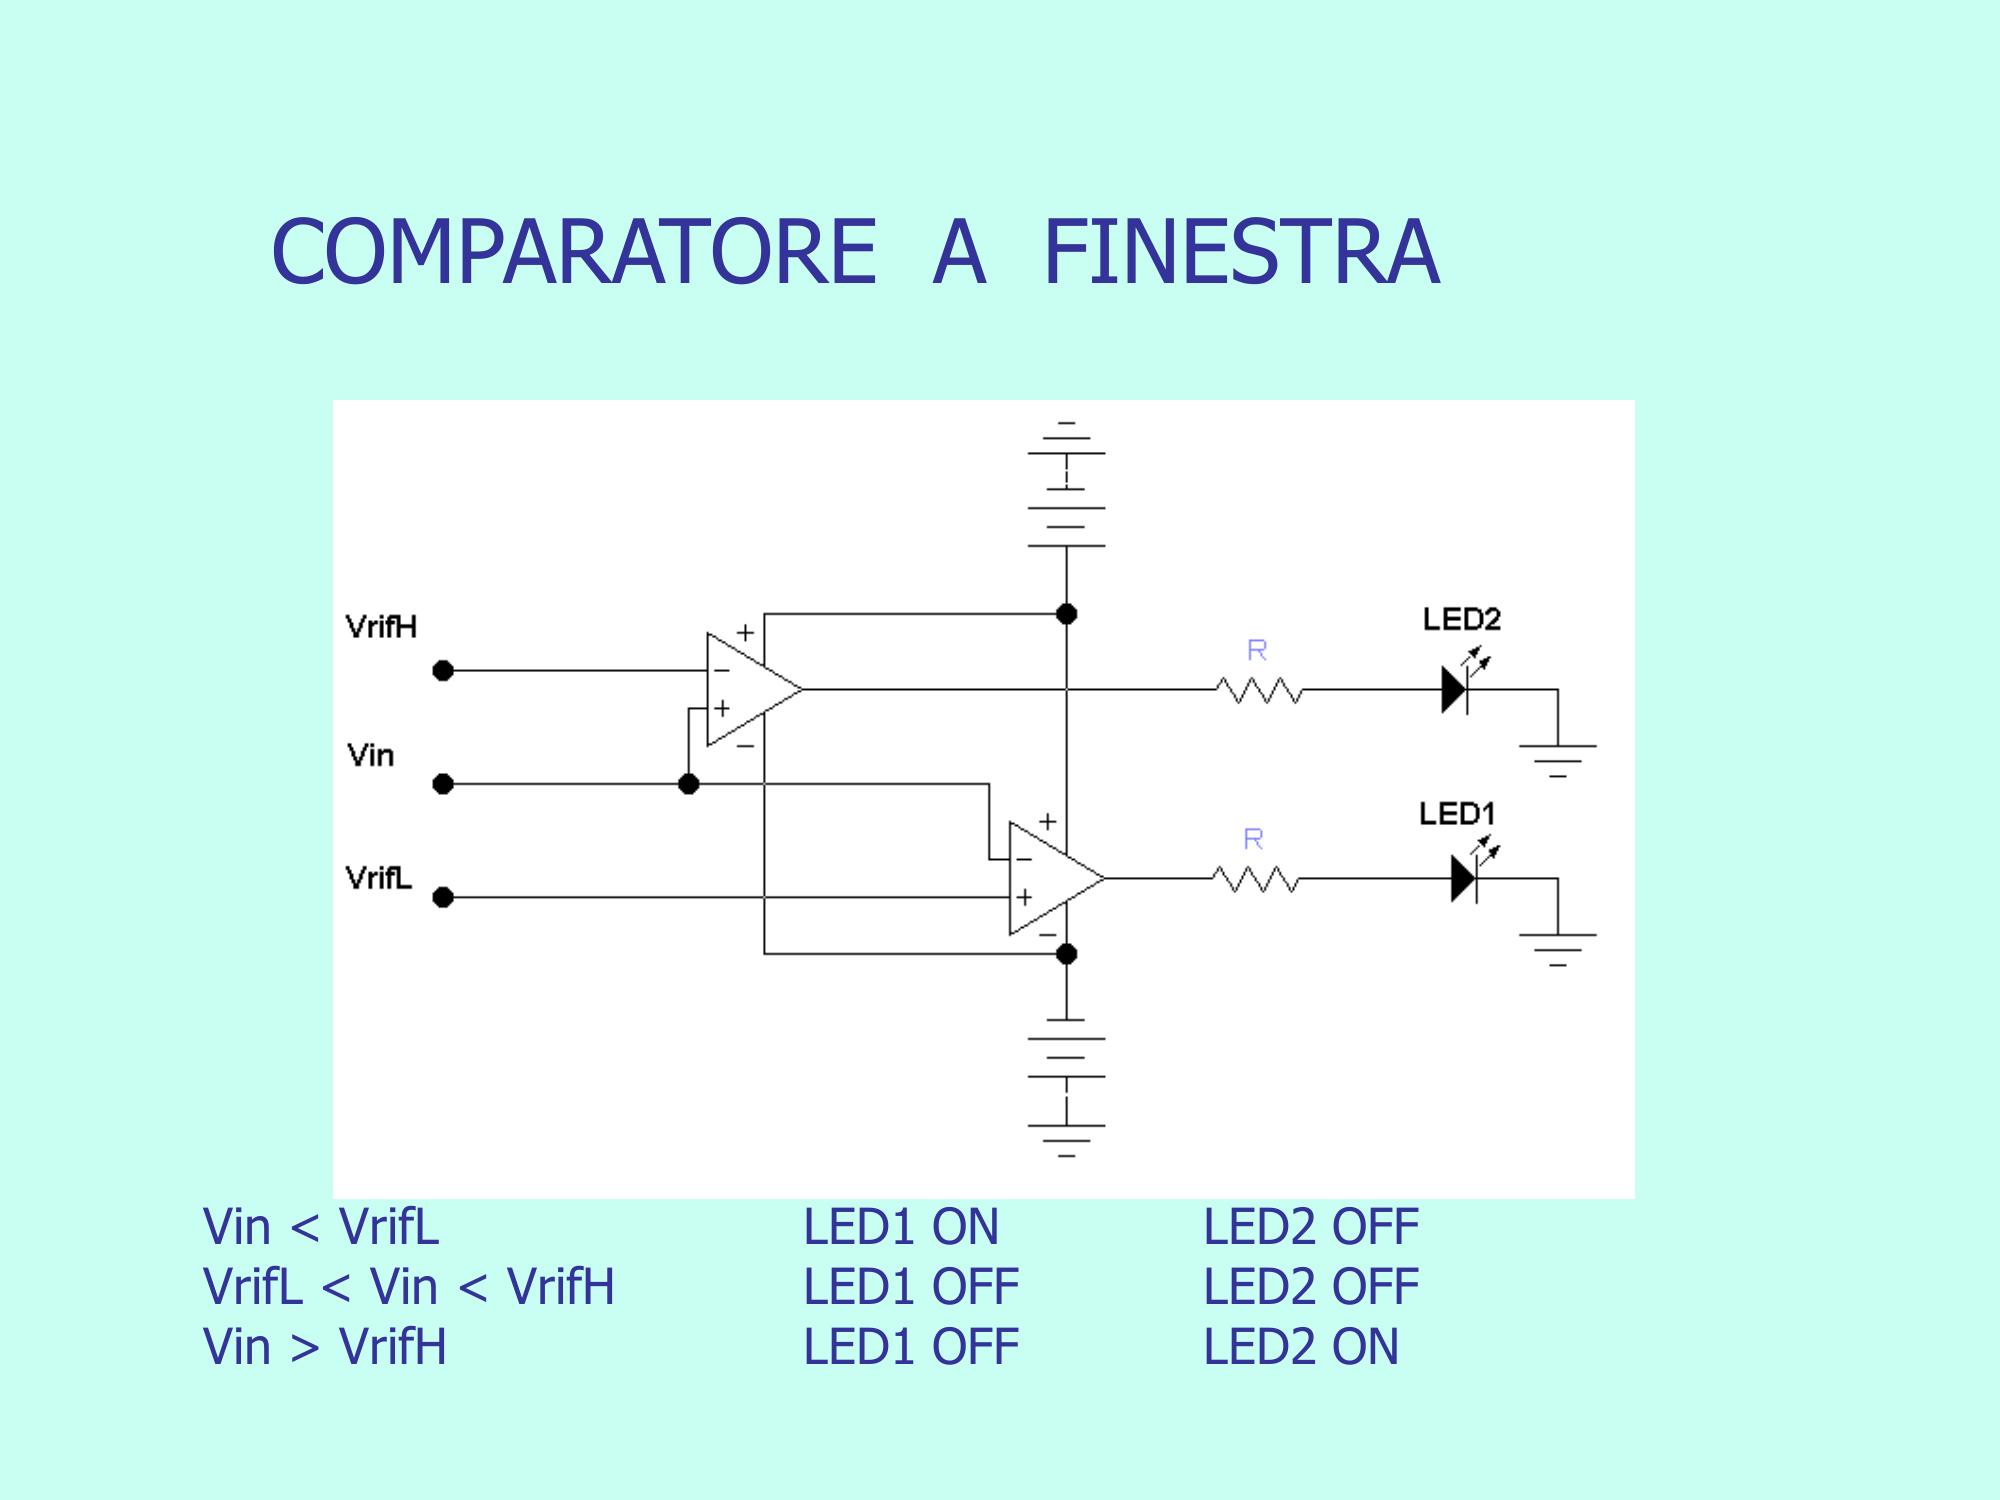 COMPARATORE A FINESTRA
VrifH
+
−
+
−
R
LED2
Vin
LED1
+
−
+
−
R
VrifL
Vin < VrifL LED1 ON LED2 OFF
VrifL < Vin < VrifH LED1 OFF LED2 OFF
Vin > VrifH LED1 OFF LED2 ON